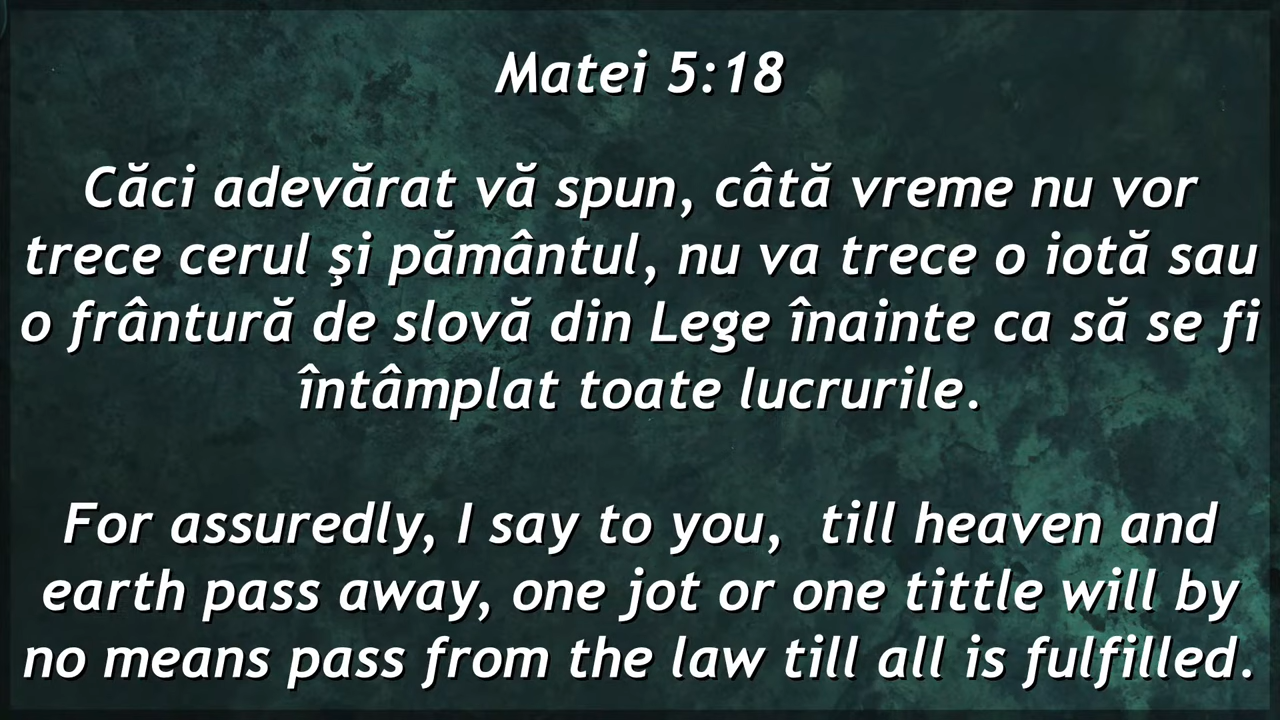 Matei 5:18
Căci adevărat vă spun, câtă vreme nu vor
trece cerul şi pământul, nu va trece o iotă sau
o frântură de slovă din Lege înainte ca să se fi
întâmplat toate lucrurile.
For assuredly, I say to you,  till heaven and
earth pass away, one jot or one tittle will by
no means pass from the law till all is fulfilled.